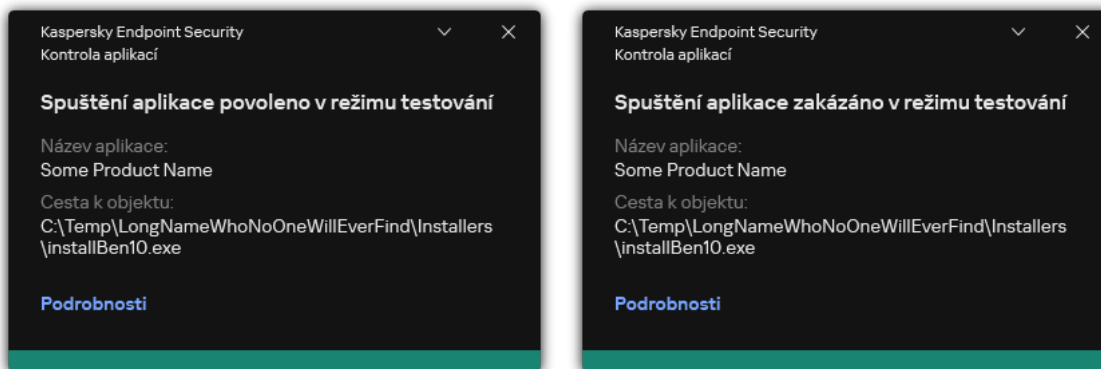 Kaspersky Endpoint Security
Kontrola aplikací
Spuštění aplikace povoleno v režimu testování
Název aplikace:
Some Product Name
Cesta k objektu:
C:\Temp\LongNameWhoNoOneWillEverFind\Installers
\installBen10.exe
Podrobnosti
Kaspersky Endpoint Security
Kontrola aplikací
Spuštění aplikace zakázáno v režimu testování
Název aplikace:
Some Product Name
Cesta k objektu:
C:\Temp\LongNameWhoNoOneWillEverFind\Installers
\installBen10.exe
Podrobnosti